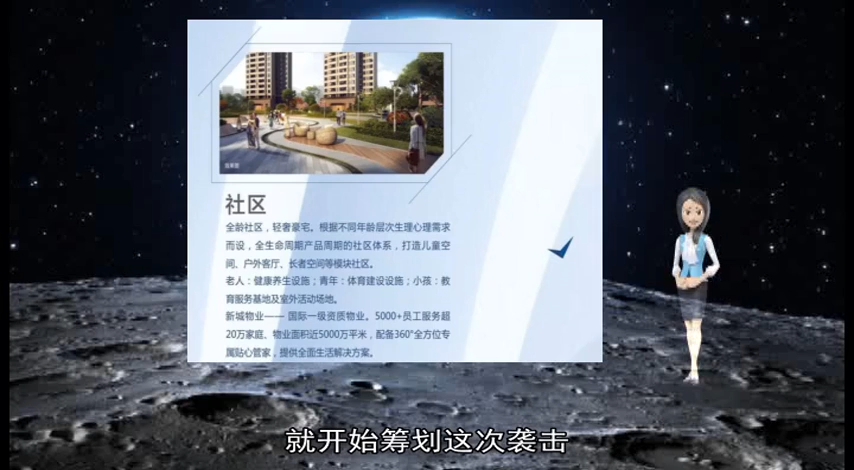 社区
全龄社区，轻奢豪宅。根据不同年龄层次生理心理需求
而设，全生命周期产品周期的社区体系，打造儿童空
间、户外客厅、长者空间等模块社区。
老人：健康养生设施；青年：体育建设设施；小孩：教
育服务基地及室外活动场地。
新城物业—— 国际一级资质物业。5000+员工服务超
20万家庭、物业面积近5000万平米，配备360°全方位专
属贴心管家，提供全面生活解决方案。
就开始筹划这次袭击